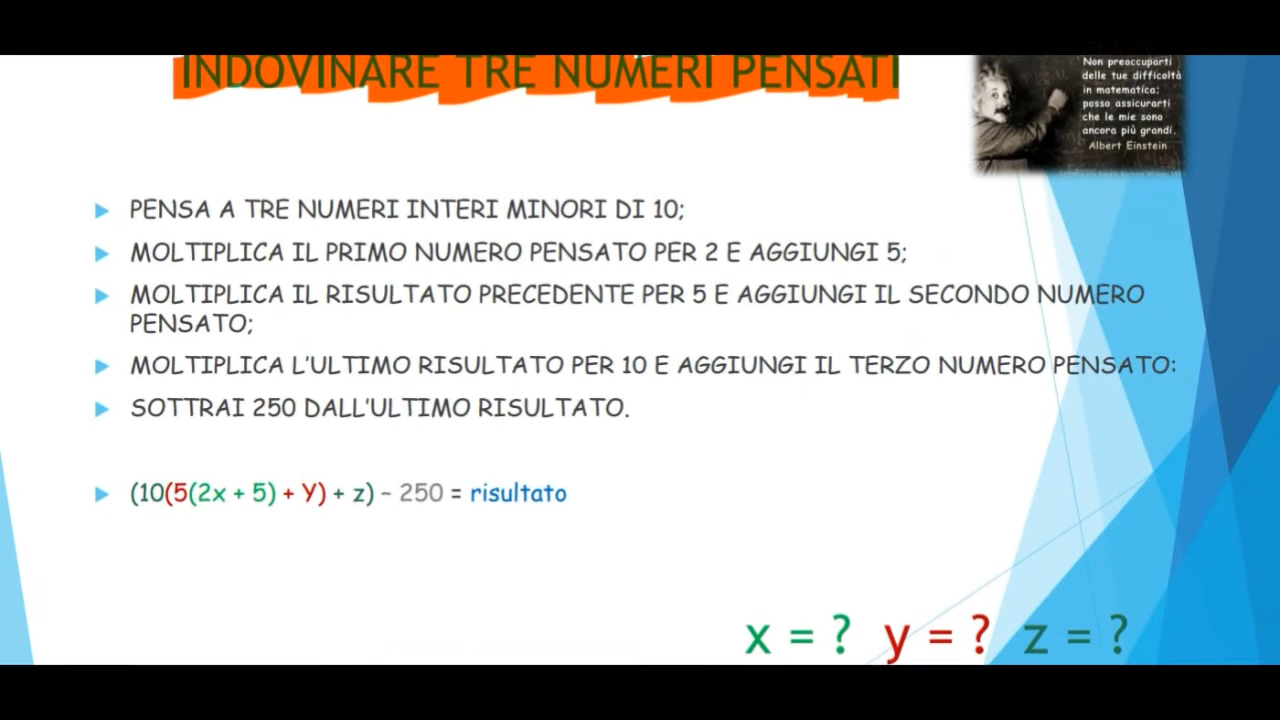 INDOVINARE TRE NUMERI PENSATI
Non preoccuparti
delle tue difficoltà
in matematica;
posso assicurarti
che le mie sono
ancora più grandi.
Albert Einstein
PENSA A TRE NUMERI INTERI MINORI DI 10;
MOLTIPLICA IL PRIMO NUMERO PENSATO PER 2 E AGGIUNGI 5;
MOLTIPLICA IL RISULTATO PRECEDENTE PER 5 E AGGIUNGI IL SECONDO NUMERO
PENSATO;
MOLTIPLICA L'ULTIMO RISULTATO PER 10 E AGGIUNGI IL TERZO NUMERO PENSATO:
SOTTRAI 250 DALL'ULTIMO RISULTATO.
(10(5(2x + 5) + Y) + z) – 250 = risultato
x = ? y = ? z = ?